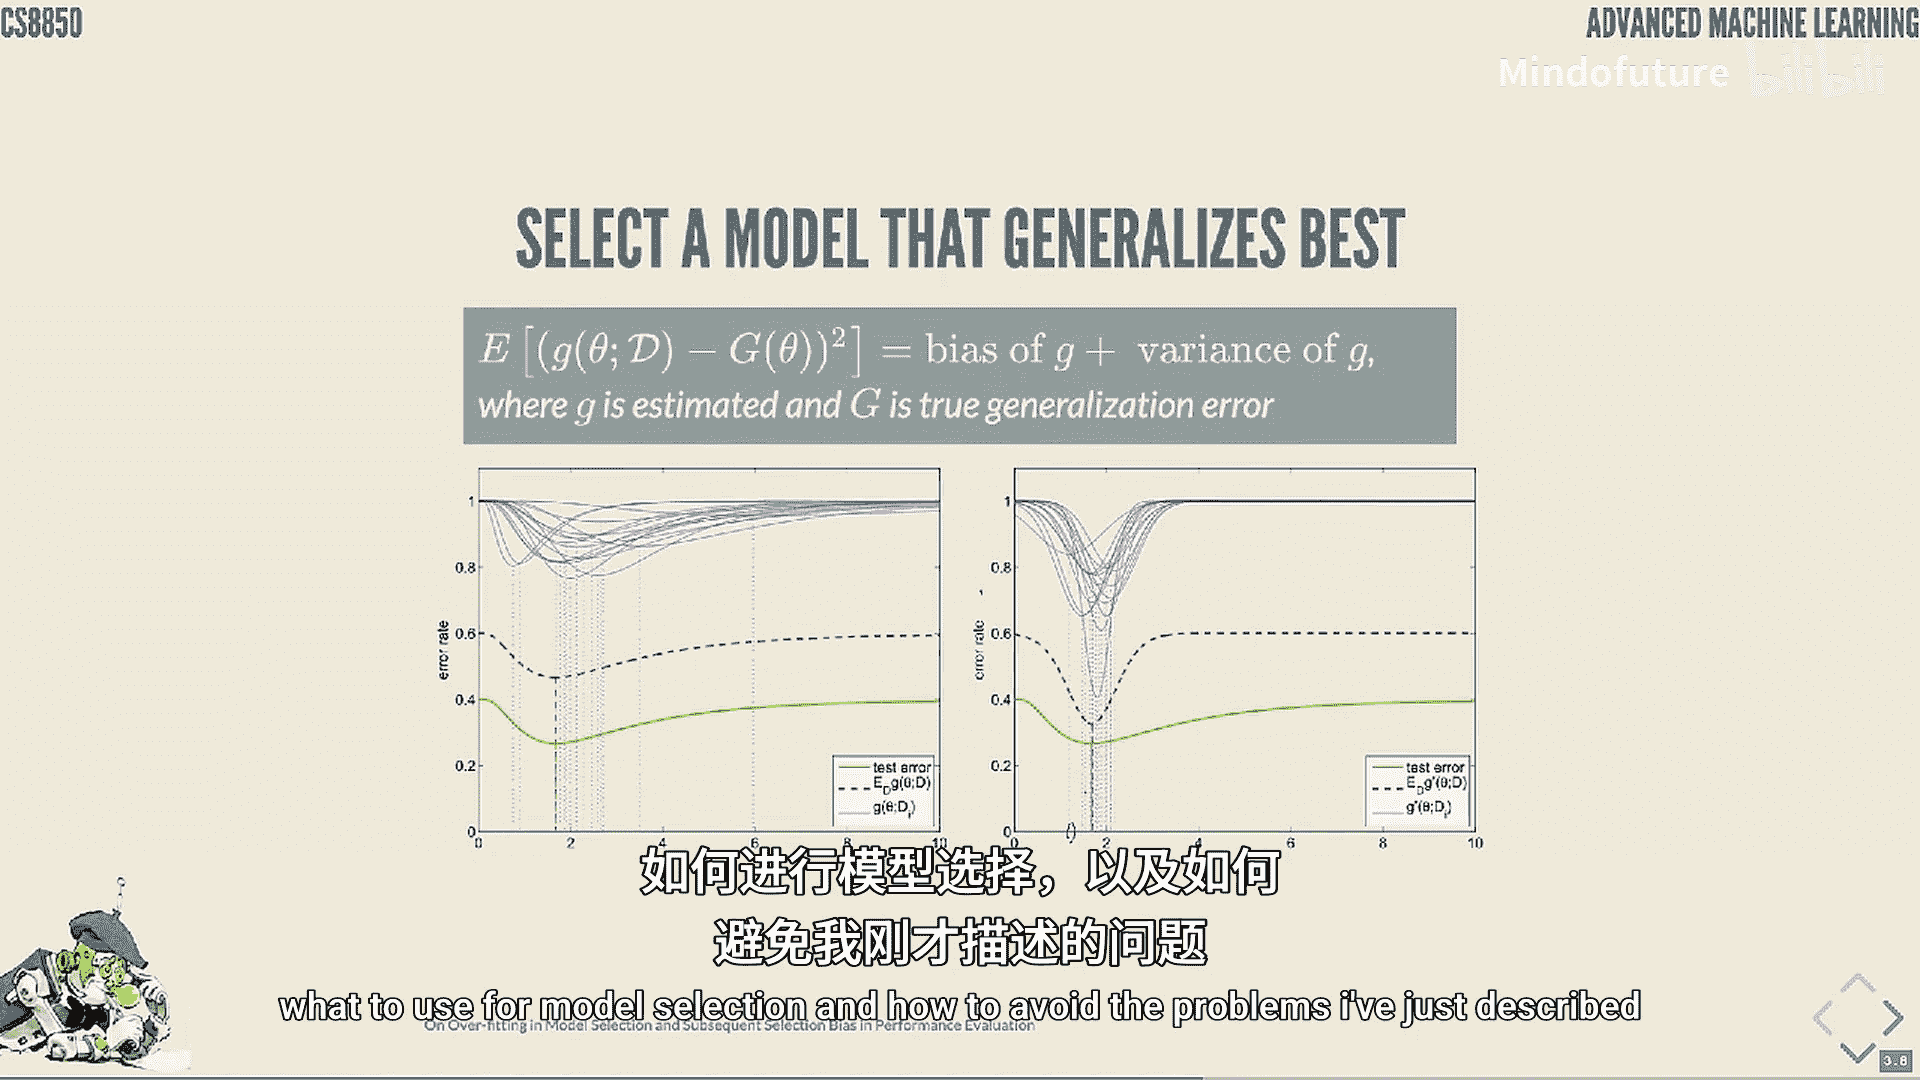 CS8850
ADVANCED MACHINE LEARNING
Mindofuture bilibili
SELECT A MODEL THAT GENERALIZES BEST
E [(g(θ; 𝒟) − G(θ))²] = bias of g + variance of g,
where g is estimated and G is true generalization error
1
0.8
0.6
0.4
0.2
0
error rate
0 2 4 6 8 10
test error
E_D g(θ;D)
g(θ;D_i)
1
0.8
0.6
0.4
0.2
0
error rate
0 2 4 6 8 10
θ
test error
E_D g'(θ;D)
g'(θ;D_i)
如何进行模型选择，以及如何
避免我刚才描述的问题
what to use for model selection and how to avoid the problems i've just described
On Over-fitting in Model Selection and Subsequent Selection Bias in Performance Evaluation
3.8